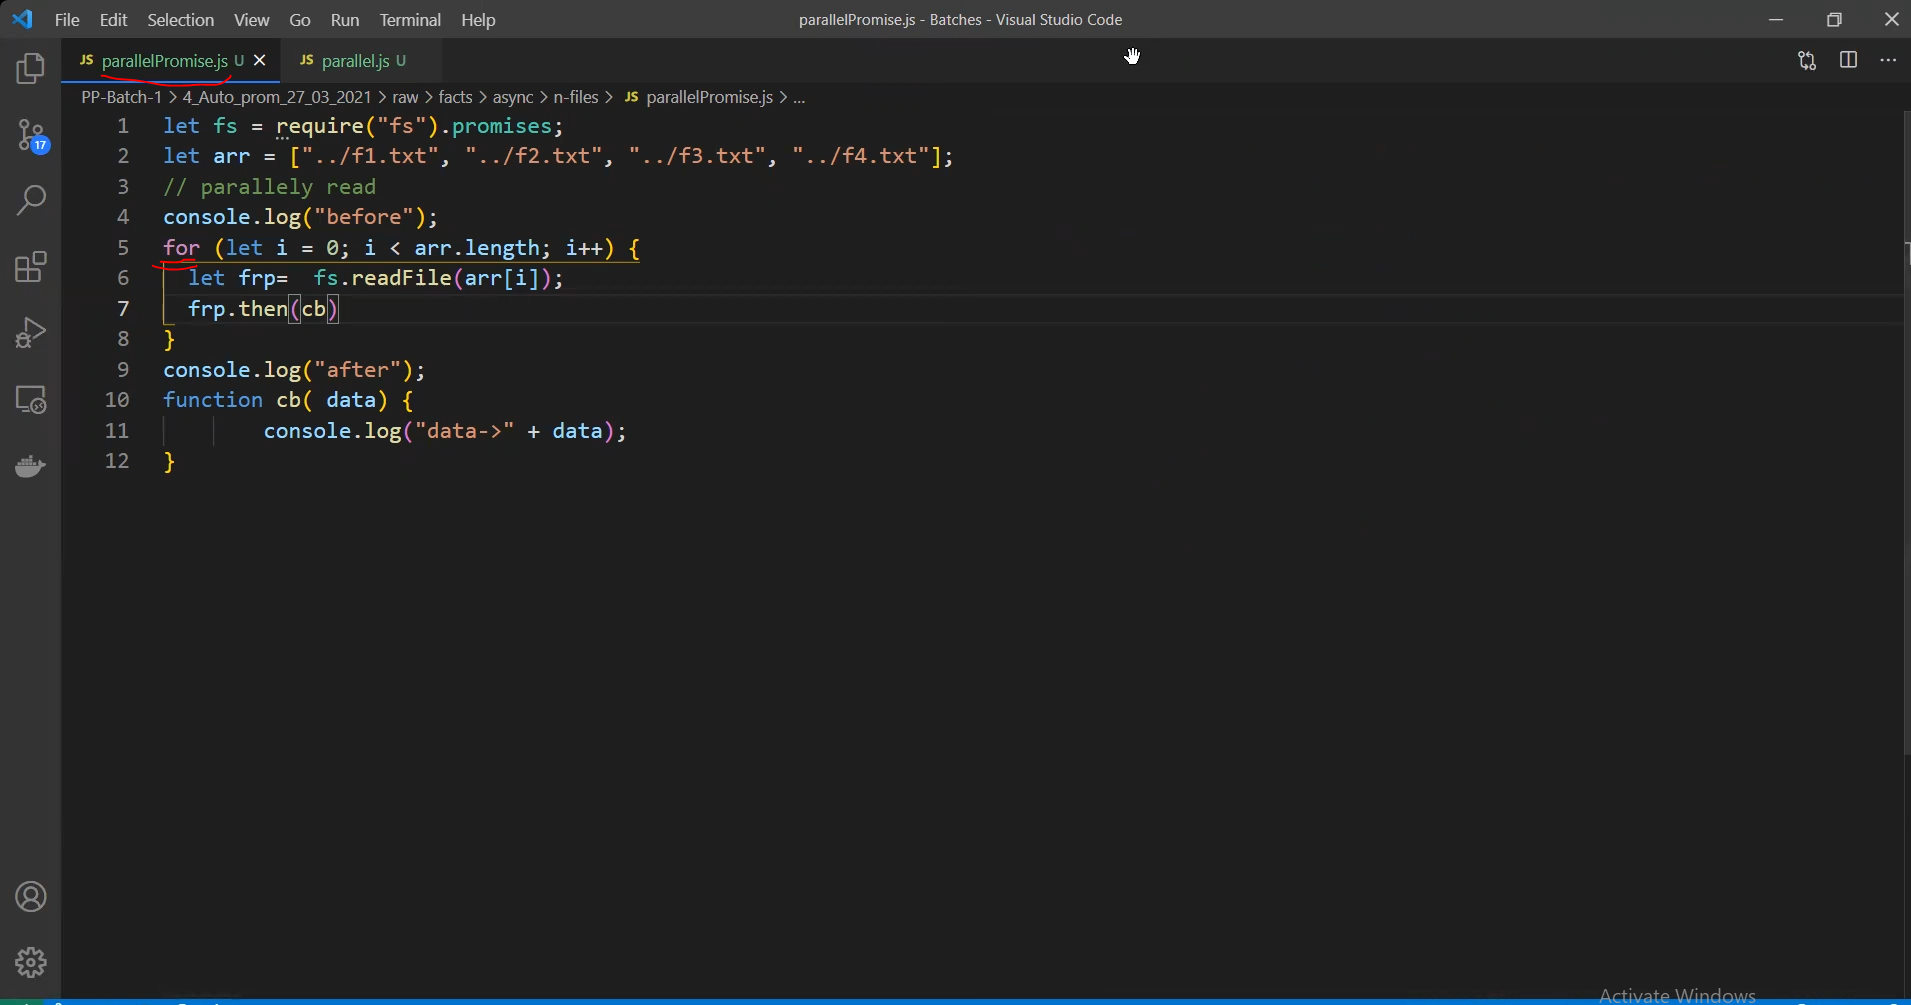 File Edit Selection View Go Run Terminal Help parallelPromise.js - Batches - Visual Studio Code
JS parallelPromise.js U JS parallel.js U
PP-Batch-1 > 4_Auto_prom_27_03_2021 > raw > facts > async > n-files > JS parallelPromise.js > ...
17
1 let fs = require("fs").promises;
2 let arr = ["../f1.txt", "../f2.txt", "../f3.txt", "../f4.txt"];
3 // parallely read
4 console.log("before");
5 for (let i = 0; i < arr.length; i++) {
6 let frp=  fs.readFile(arr[i]);
7 frp.then(cb)
8 }
9 console.log("after");
10 function cb( data) {
11 console.log("data->" + data);
12 }
Activate Windows